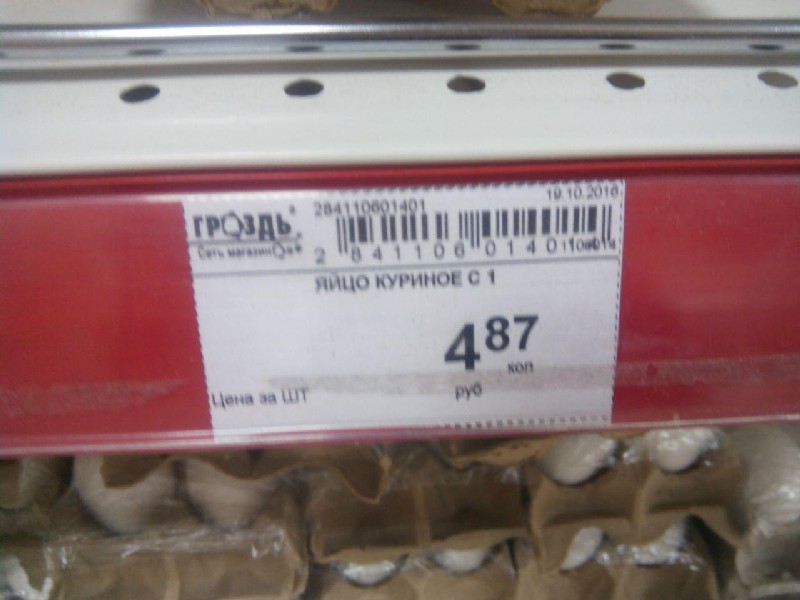 19.10.2016
284110601401
ГРОЗДЬ
Сеть магазинов
2 841106 01401
ЯЙЦО КУРИНОЕ С 1
4 87
руб коп
Цена за ШТ